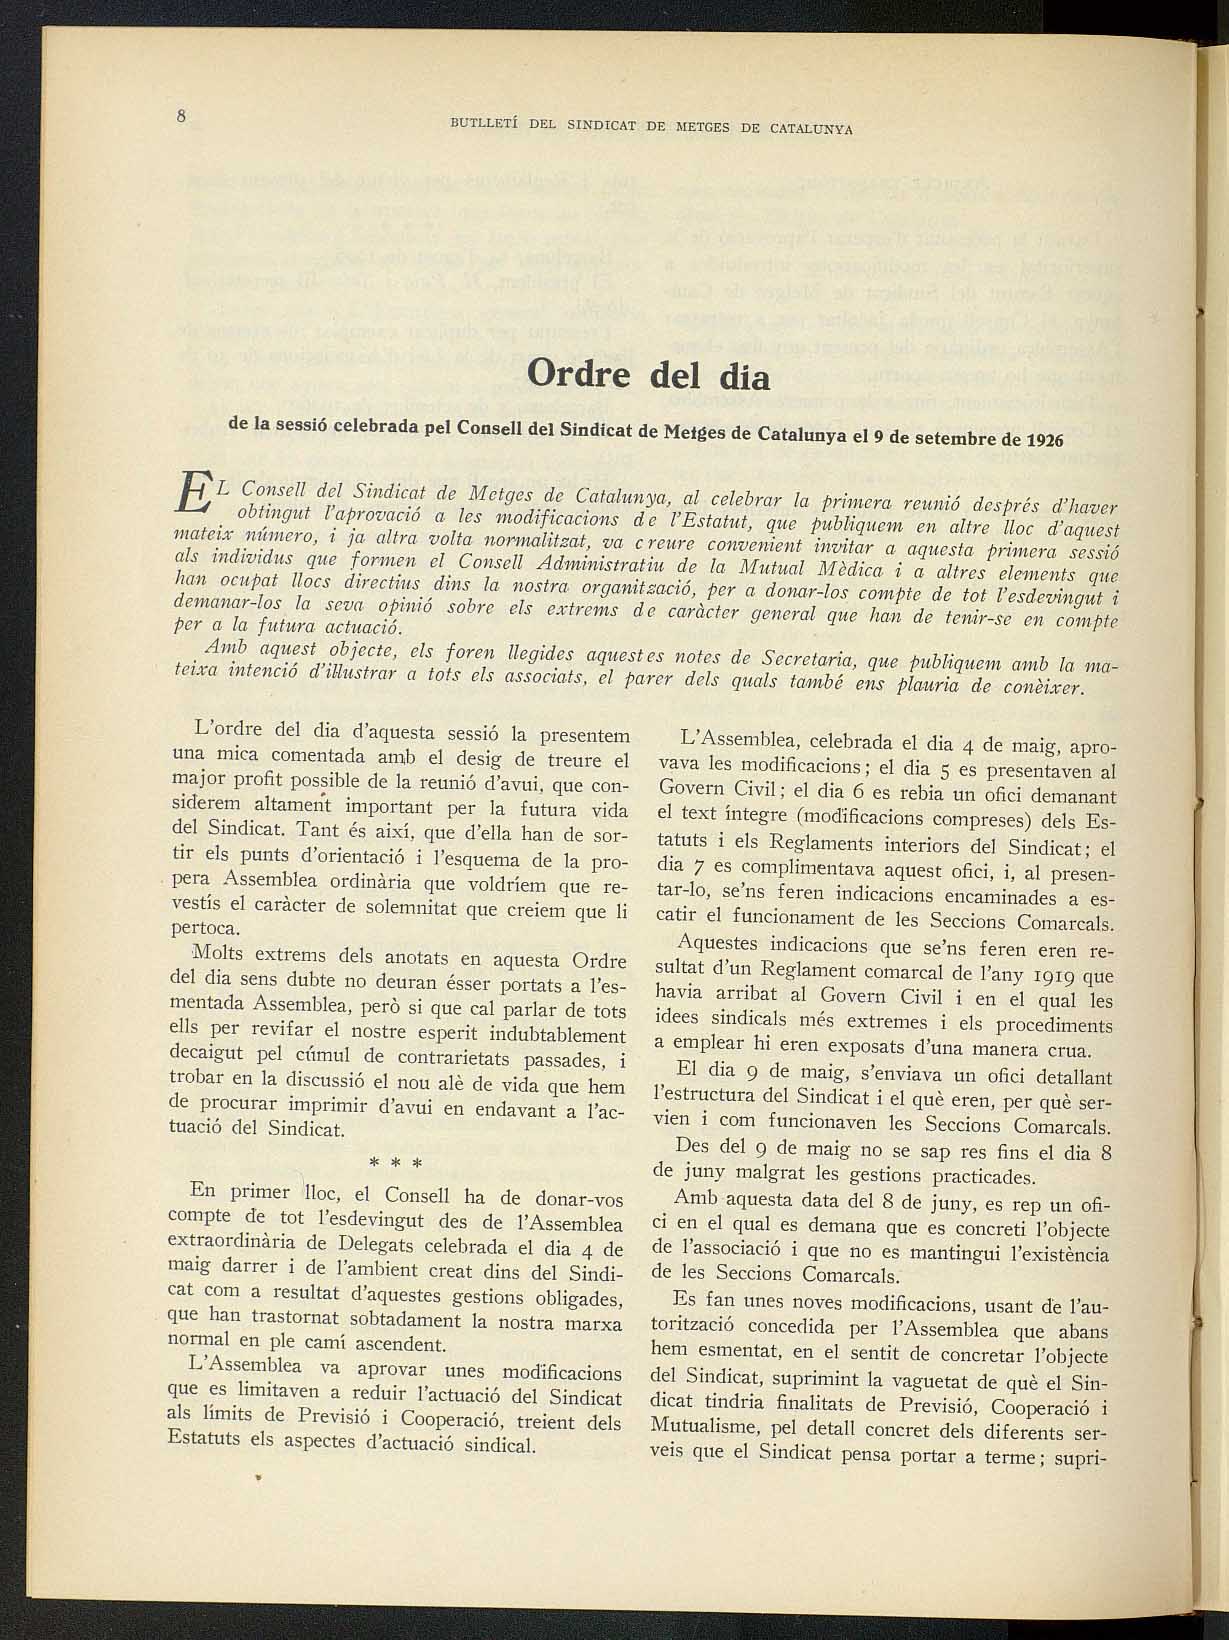 8
BUTLLETÍ DEL SINDICAT DE METGES DE CATALUNYA
Ordre del dia
de la sessió celebrada pel Consell del Sindicat de Metges de Catalunya el 9 de setembre de 1926
EL Consell del Sindicat de Metges de Catalunya, al celebrar la primera reunió després d'haver
obtingut l'aprovació a les modificacions de l'Estatut, que publiquem en altre lloc d'aquest
mateix número, i ja altra volta normalitzat, va creure convenient invitar a aquesta primera sessió
als individus que formen el Consell Administratiu de la Mutual Mèdica i a altres elements que
han ocupat llocs directius dins la nostra organització, per a donar-los compte de tot l'esdevingut i
demanar-los la seva opinió sobre els extrems de caràcter general que han de tenir-se en compte
per a la futura actuació.
Amb aquest objecte, els foren llegides aquestes notes de Secretaria, que publiquem amb la ma-
teixa intenció d'iŀlustrar a tots els associats, el parer dels quals també ens plauria de conèixer.
L'ordre del dia d'aquesta sessió la presentem
una mica comentada amb el desig de treure el
major profit possible de la reunió d'avui, que con-
siderem altament important per la futura vida
del Sindicat. Tant és així, que d'ella han de sor-
tir els punts d'orientació i l'esquema de la pro-
pera Assemblea ordinària que voldríem que re-
vestís el caràcter de solemnitat que creiem que li
pertoca.
Molts extrems dels anotats en aquesta Ordre
del dia sens dubte no deuran ésser portats a l'es-
mentada Assemblea, però si que cal parlar de tots
ells per revifar el nostre esperit indubtablement
decaigut pel cúmul de contrarietats passades, i
trobar en la discussió el nou alè de vida que hem
de procurar imprimir d'avui en endavant a l'ac-
tuació del Sindicat.
* * *
En primer lloc, el Consell ha de donar-vos
compte de tot l'esdevingut des de l'Assemblea
extraordinària de Delegats celebrada el dia 4 de
maig darrer i de l'ambient creat dins del Sindi-
cat com a resultat d'aquestes gestions obligades,
que han trastornat sobtadament la nostra marxa
normal en ple camí ascendent.
L'Assemblea va aprovar unes modificacions
que es limitaven a reduir l'actuació del Sindicat
als límits de Previsió i Cooperació, treient dels
Estatuts els aspectes d'actuació sindical.
L'Assemblea, celebrada el dia 4 de maig, apro-
vava les modificacions; el dia 5 es presentaven al
Govern Civil; el dia 6 es rebia un ofici demanant
el text íntegre (modificacions compreses) dels Es-
tatuts i els Reglaments interiors del Sindicat; el
dia 7 es complimentava aquest ofici, i, al presen-
tar-lo, se'ns feren indicacions encaminades a es-
catir el funcionament de les Seccions Comarcals.
Aquestes indicacions que se'ns feren eren re-
sultat d'un Reglament comarcal de l'any 1919 que
havia arribat al Govern Civil i en el qual les
idees sindicals més extremes i els procediments
a emplear hi eren exposats d'una manera crua.
El dia 9 de maig, s'enviava un ofici detallant
l'estructura del Sindicat i el què eren, per què ser-
vien i com funcionaven les Seccions Comarcals.
Des del 9 de maig no se sap res fins el dia 8
de juny malgrat les gestions practicades.
Amb aquesta data del 8 de juny, es rep un ofi-
ci en el qual es demana que es concreti l'objecte
de l'associació i que no es mantingui l'existència
de les Seccions Comarcals.
Es fan unes noves modificacions, usant de l'au-
torització concedida per l'Assemblea que abans
hem esmentat, en el sentit de concretar l'objecte
del Sindicat, suprimint la vaguetat de què el Sin-
dicat tindria finalitats de Previsió, Cooperació i
Mutualisme, pel detall concret dels diferents ser-
veis que el Sindicat pensa portar a terme; supri-